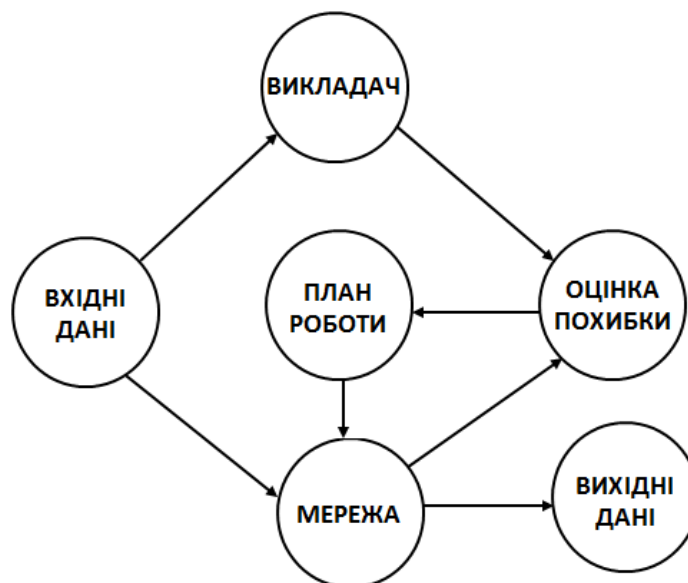 ВИКЛАДАЧ
ВХІДНІ
ДАНІ
ПЛАН
РОБОТИ
ОЦІНКА
ПОХИБКИ
МЕРЕЖА
ВИХІДНІ
ДАНІ